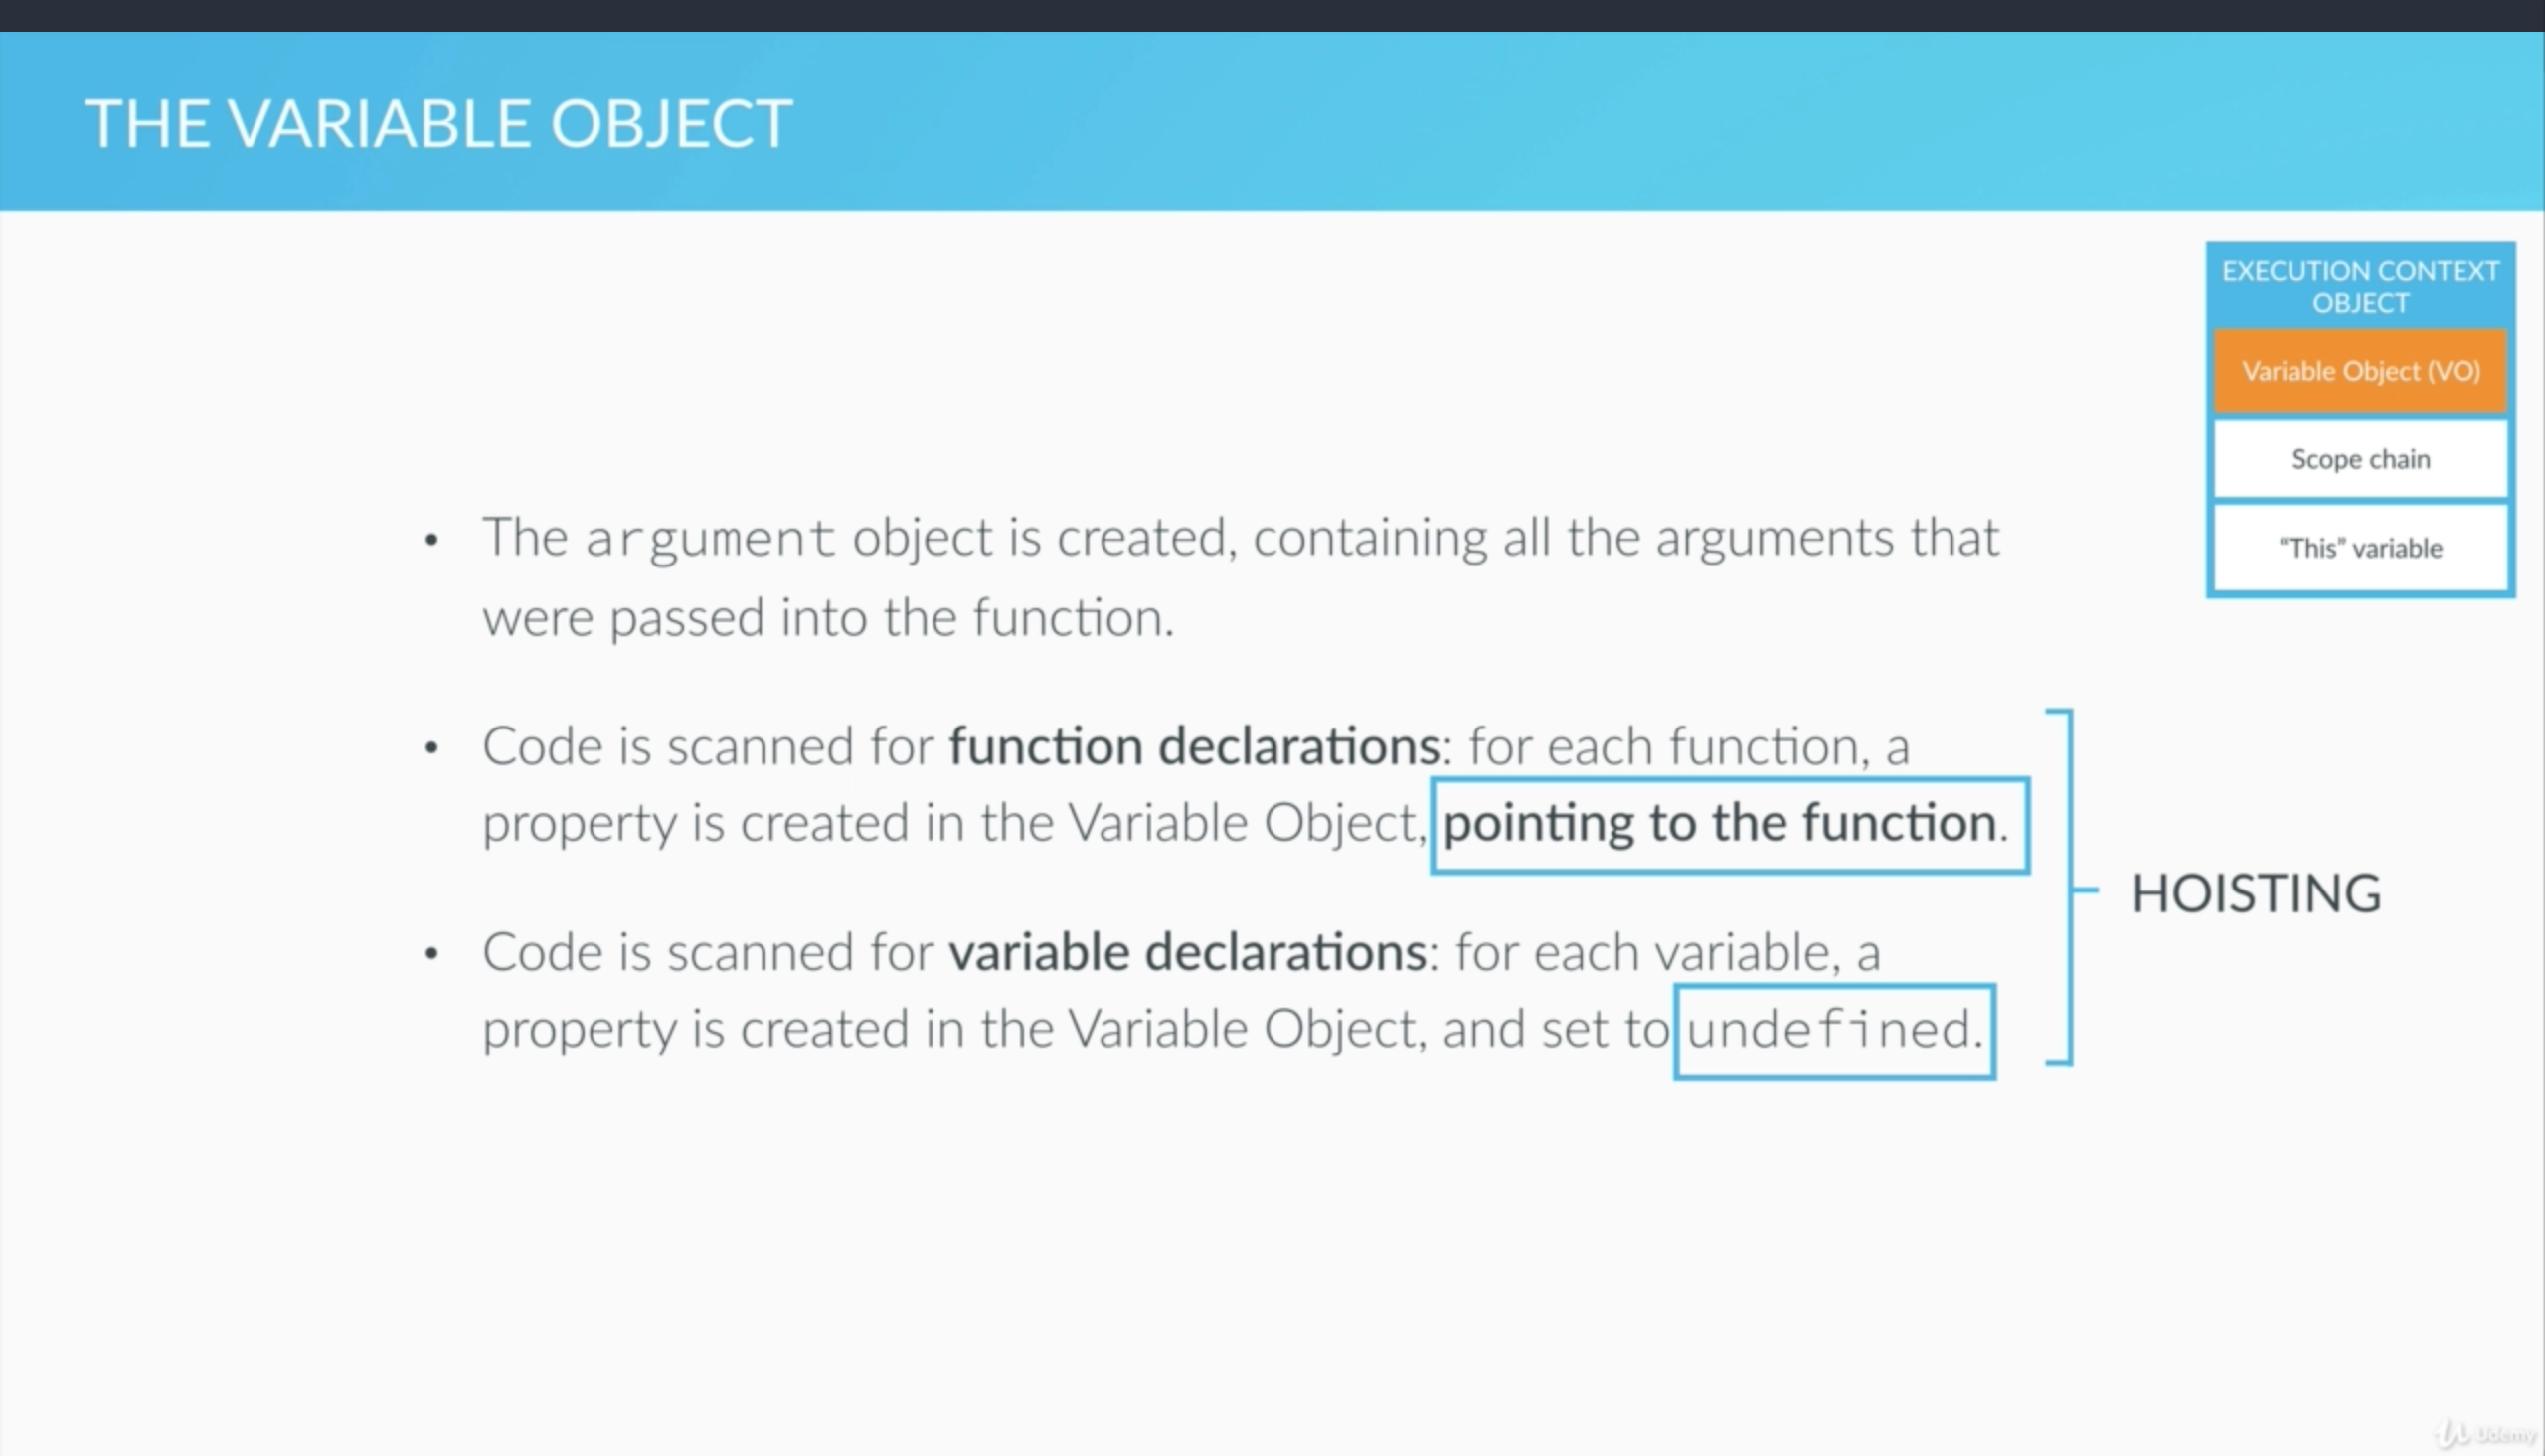 THE VARIABLE OBJECT
EXECUTION CONTEXT
OBJECT
Variable Object (VO)
Scope chain
“This” variable
• The argument object is created, containing all the arguments that
were passed into the function.
• Code is scanned for function declarations: for each function, a
property is created in the Variable Object, pointing to the function.
• Code is scanned for variable declarations: for each variable, a
property is created in the Variable Object, and set to undefined.
HOISTING
Udemy